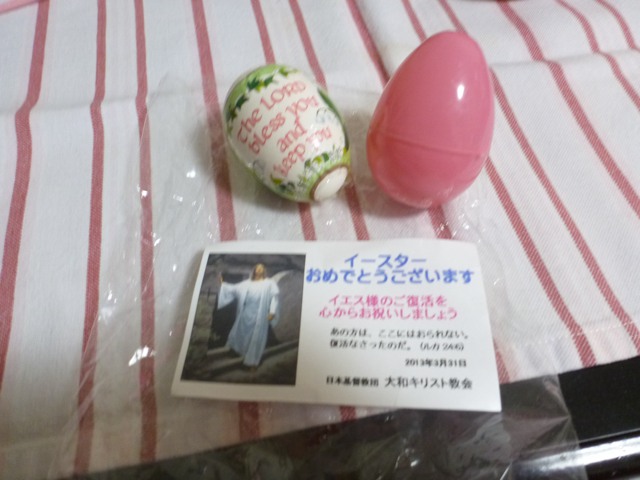 the LORD
bless you
and
keep you
イースター
おめでとうございます
イエス様のご復活を
心からお祝いしましょう
あの方は、ここにはおられない。
復活なさったのだ。 (ルカ 24:6)
2013年3月31日
日本基督教団 大和キリスト教会